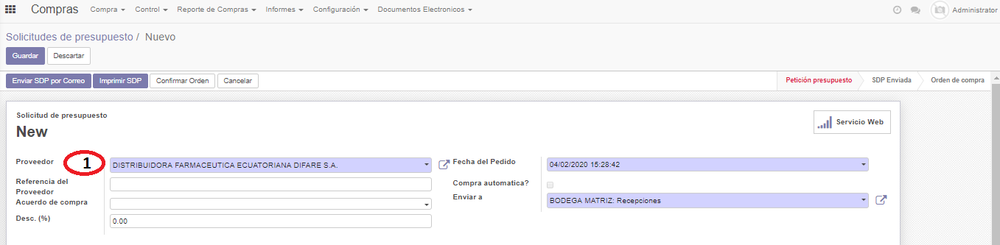 Compras Compra Control Reporte de Compras Informes Configuración Documentos Electronicos Administrator
Solicitudes de presupuesto / Nuevo
Guardar Descartar
Enviar SDP por Correo Imprimir SDP Confirmar Orden Cancelar Petición presupuesto SDP Enviada Orden de compra
Solicitud de presupuesto
New
Servicio Web
Proveedor 1 DISTRIBUIDORA FARMACEUTICA ECUATORIANA DIFARE S.A. Fecha del Pedido 04/02/2020 15:28:42
Referencia del
Proveedor
Compra automatica?
Acuerdo de compra Enviar a BODEGA MATRIZ: Recepciones
Desc. (%) 0.00